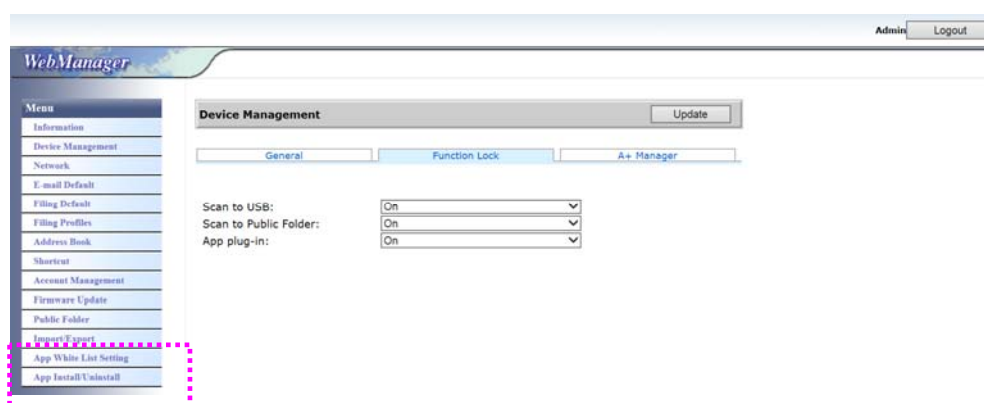 Admin Logout
WebManager
Menu
Information
Device Management
Network
E-mail Default
Filing Default
Filing Profiles
Address Book
Shortcut
Account Management
Firmware Update
Public Folder
Import/Export
App White List Setting
App Install/Uninstall
Device Management Update
General Function Lock A+ Manager
Scan to USB: On
Scan to Public Folder: On
App plug-in: On